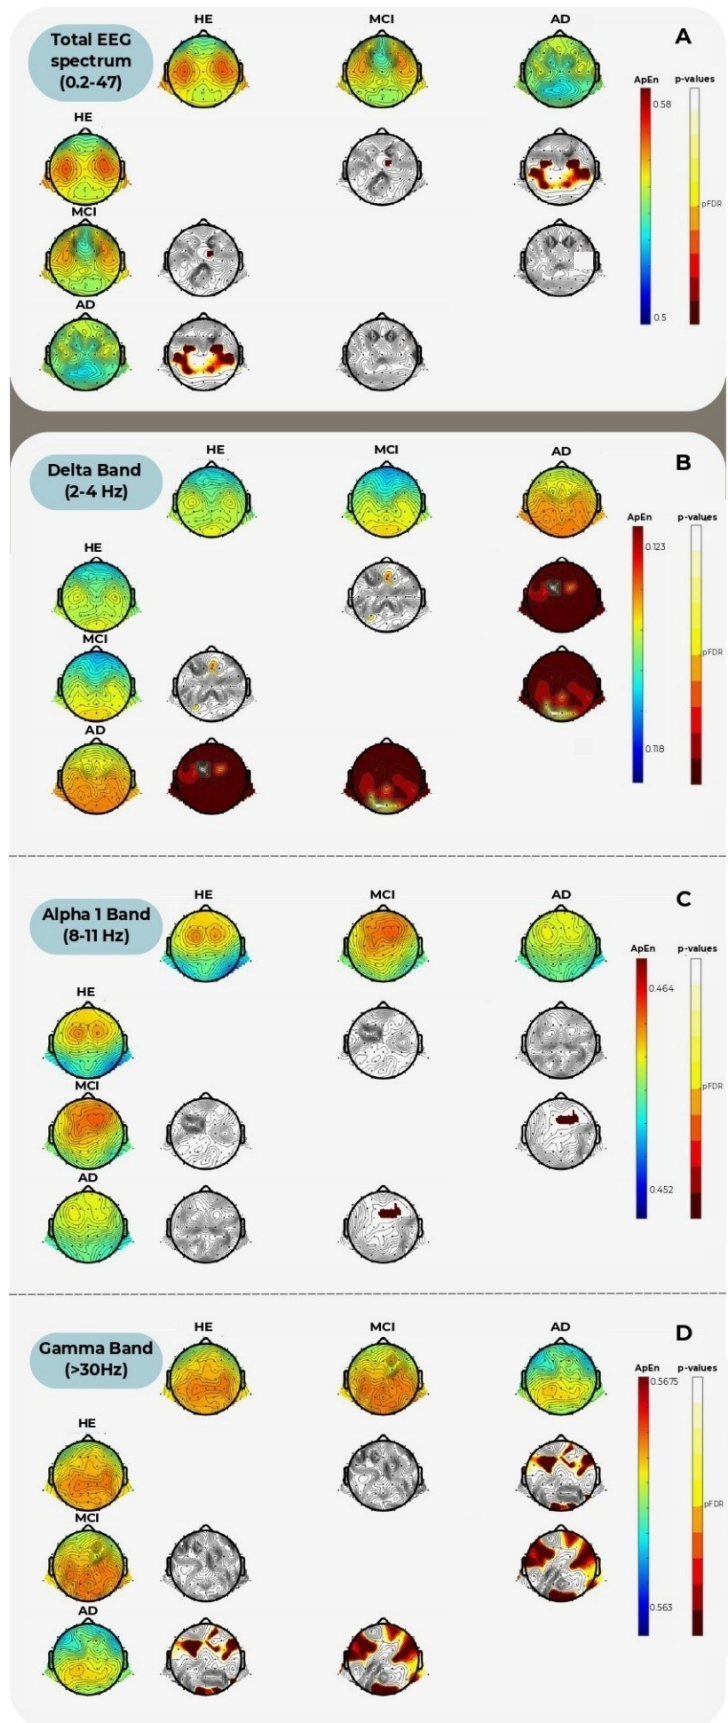 HE MCI AD
A
Total EEG
spectrum
(0.2-47)
ApEn p-values
0.58
HE
pFDR
MCI
0.5
AD
HE MCI AD
B
Delta Band
(2-4 Hz)
ApEn p-values
0.123
HE
MCI
pFDR
AD
0.118
HE MCI AD
C
Alpha 1 Band
(8-11 Hz)
ApEn p-values
0.464
HE
MCI
pFDR
AD
0.452
HE MCI AD
D
Gamma Band
(>30Hz)
ApEn p-values
0.5675
HE
pFDR
MCI
0.563
AD